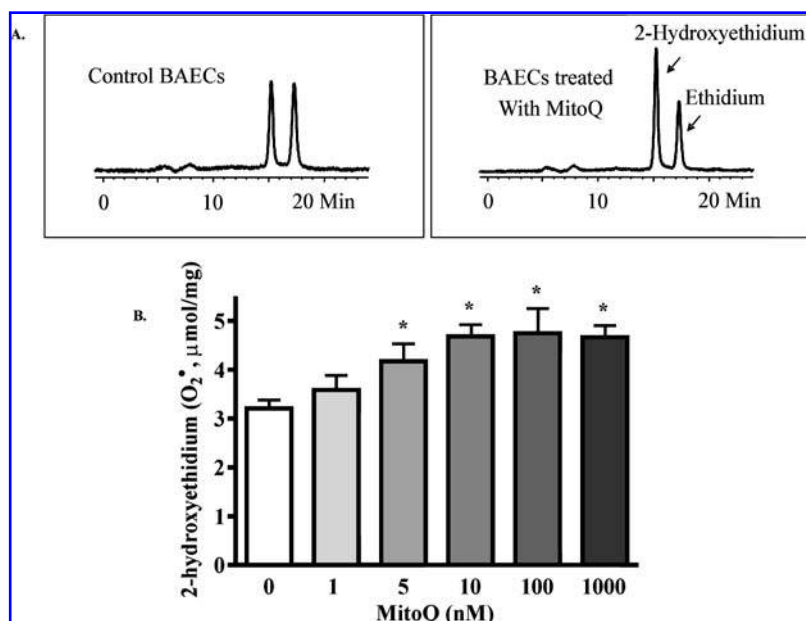 A.
Control BAECs
0 10 20 Min
2-Hydroxyethidium
BAECs treated
With MitoQ
Ethidium
0 10 20 Min
B.
2-hydroxyethidium (O₂•, μmol/mg)
5
4
3
2
1
0
* * * *
0 1 5 10 100 1000
MitoQ (nM)